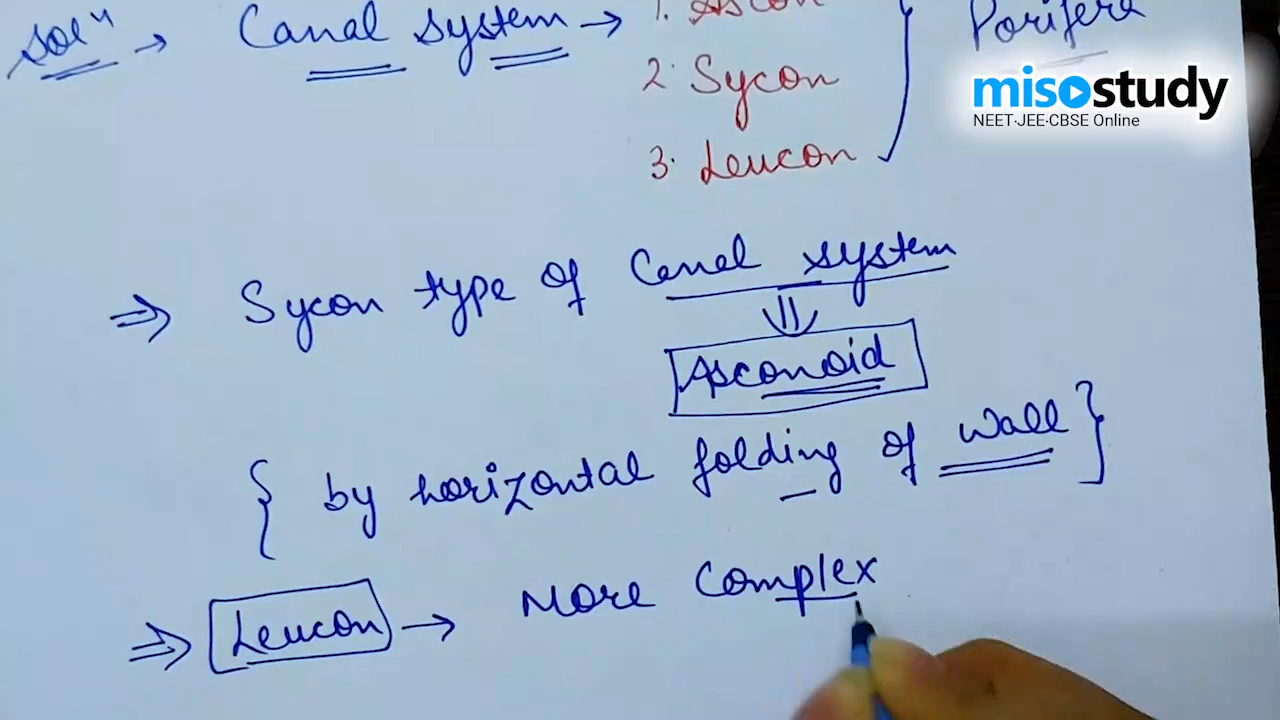 Solⁿ → Canal system → 1. Ascon
2. Sycon
3. Leucon
Porifera
misostudy
NEET-JEE-CBSE Online
⇒ Sycon type of Canal system
Asconoid
{ by horizontal folding of wall }
⇒ Leucon → More Complex